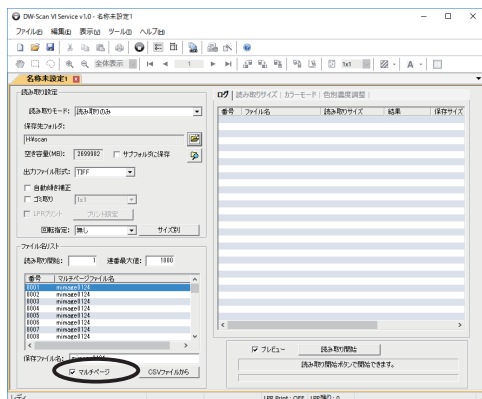 DW-Scan VI Service v1.0 - 名称未設定1
ファイル 編集(E) 表示(V) ツール(T) ヘルプ(H)
全体表示 1 1x1 A
名称未設定1
読み取り設定
読み取りモード: 読み取りのみ
保存先フォルダ:
H:¥scan
空き容量(MB): 2699882 サブフォルダに保存
出力ファイル形式: TIFF
自動傾き補正
ゴミ取り 1x1
LPRプリント プリント設定
回転指定: 無し サイズ別
ファイル名リスト
読み取り開始: 1 連番最大値: 1000
番号 マルチページファイル名
0001 mimage0124
0002 mimage0124
0003 mimage0124
0004 mimage0124
0005 mimage0124
0006 mimage0124
0007 mimage0124
0008 mimage0124
保存ファイル名:
マルチページ CSVファイルから
ログ 読み取りサイズ カラーモード 色別濃度調整
番号 ファイル名 読み取りサイズ 結果 保存サイズ
プレビュー 読み取り開始
読み取り開始ボタンで開始できます。
レディ LPR Print : OFF LPR残り : 0